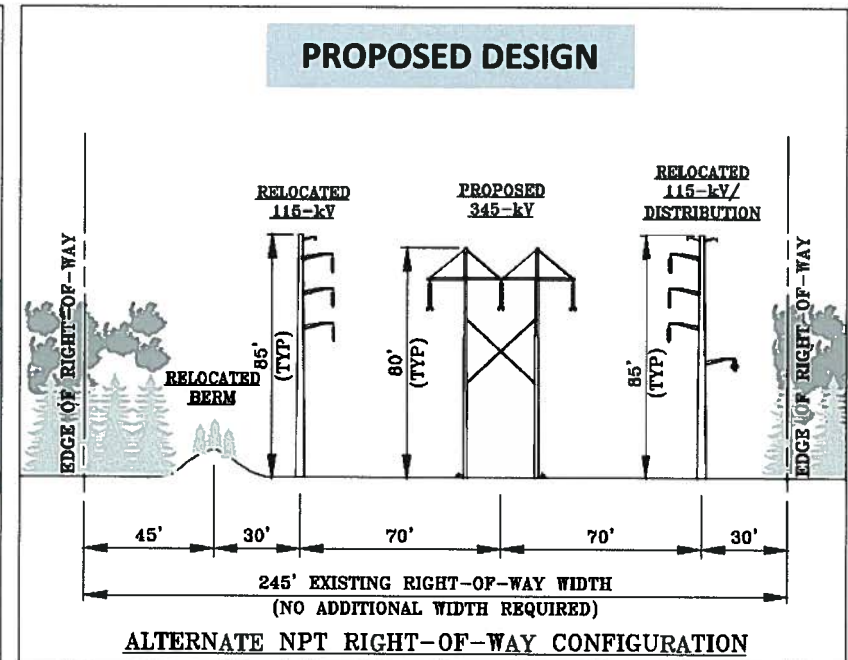 PROPOSED DESIGN
RELOCATED
115-kV
PROPOSED
345-kV
RELOCATED
115-kV/
DISTRIBUTION
EDGE OF RIGHT-OF-WAY
RELOCATED
BERM
85'
(TYP)
80'
(TYP)
85'
(TYP)
EDGE OF RIGHT-OF-WAY
45'
30'
70'
70'
30'
245' EXISTING RIGHT-OF-WAY WIDTH
(NO ADDITIONAL WIDTH REQUIRED)
ALTERNATE NPT RIGHT-OF-WAY CONFIGURATION